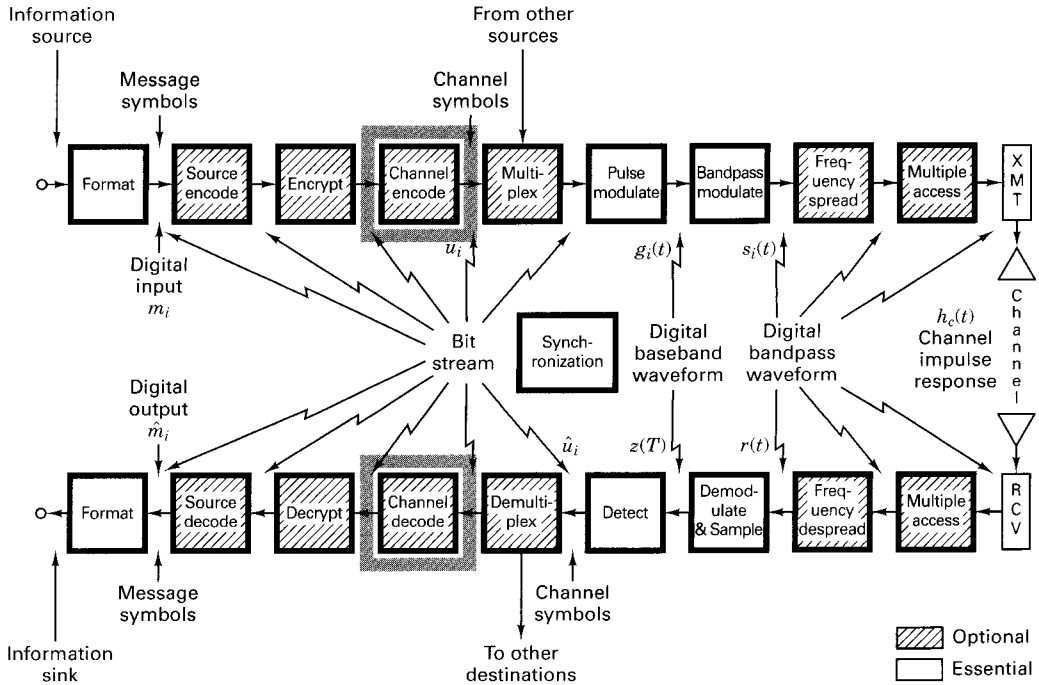 Information
source
From other
sources
Message
symbols
Channel
symbols
Format
Source
encode
Encrypt
Channel
encode
Multi-
plex
Pulse
modulate
Bandpass
modulate
Freq-
uency
spread
Multiple
access
X
M
T
Digital
input
m_i
u_i
g_i(t)
s_i(t)
Bit
stream
Synch-
ronization
Digital
baseband
waveform
Digital
bandpass
waveform
h_c(t)
Channel
impulse
response
C
h
a
n
n
e
l
Digital
output
m̂_i
û_i
z(T)
r(t)
Format
Source
decode
Decrypt
Channel
decode
Demulti-
plex
Detect
Demod-
ulate
& Sample
Freq-
uency
despread
Multiple
access
R
C
V
Message
symbols
Channel
symbols
Information
sink
To other
destinations
Optional
Essential